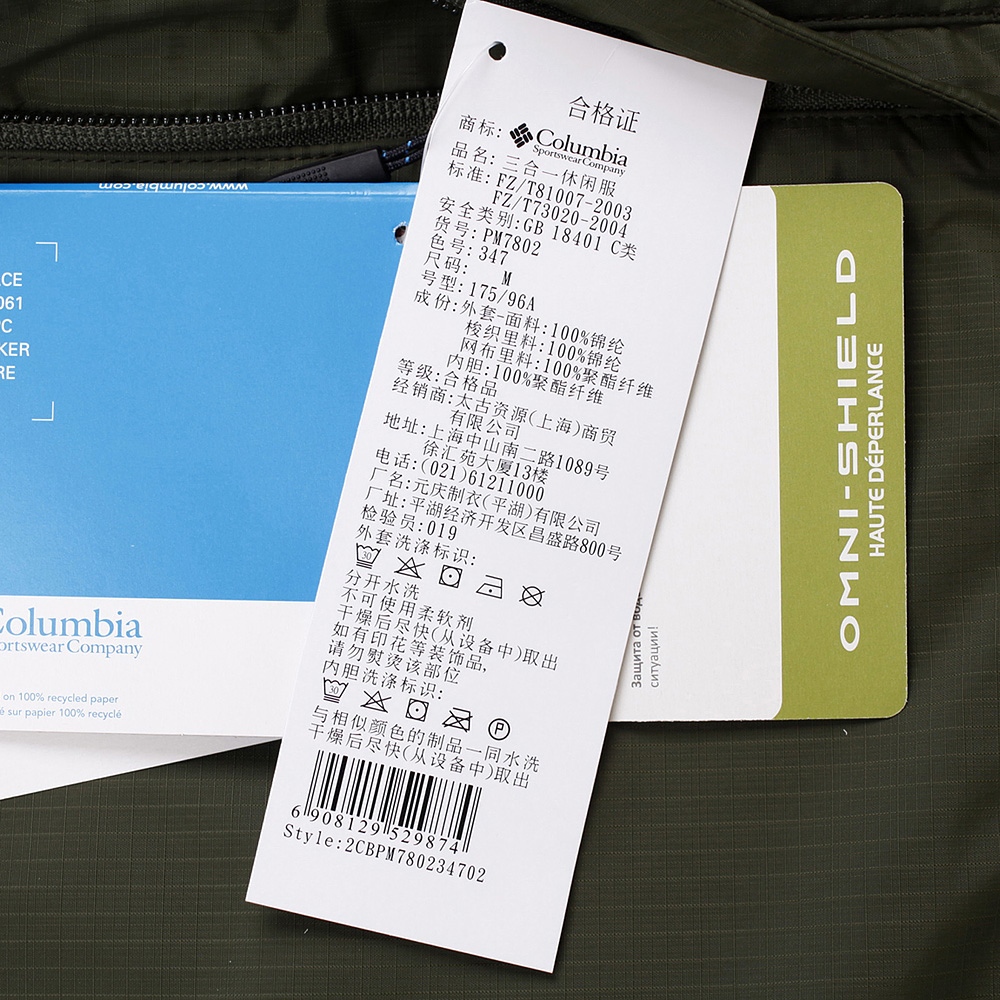 合格证
商标: Columbia
Sportswear Company
品名: 三合一休闲服
标准: FZ/T81007-2003
FZ/T73020-2004
安全类别:GB 18401 C类
货号: PM7802
色号: 347
尺码: M
号型: 175/96A
成份: 外套-面料:100%锦纶
梭织里料:100%锦纶
网布里料:100%聚酯纤维
内胆:100%聚酯纤维
等级:合格品
经销商:太古资源(上海)商贸
有限公司
地址:上海中山南二路1089号
徐汇苑大厦13楼
电话:(021)61211000
厂名:元庆制衣(平湖)有限公司
厂址:平湖经济开发区昌盛路800号
检验员:019
外套洗涤标识:
30
分开水洗
不可使用柔软剂
干燥后尽快(从设备中)取出
如有印花等装饰品,
请勿熨烫该部位
内胆洗涤标识:
30 P
与相似颜色的制品一同水洗
干燥后尽快(从设备中)取出
6 908129 529874
Style:2CBPM780234702
www.columbia.com
CE
061
C
KER
RE
Columbia
Sportswear Company
on 100% recycled paper
é sur papier 100% recyclé
OMNI-SHIELD
HAUTE DÉPERLANCE
Защита от вод
ситуации!